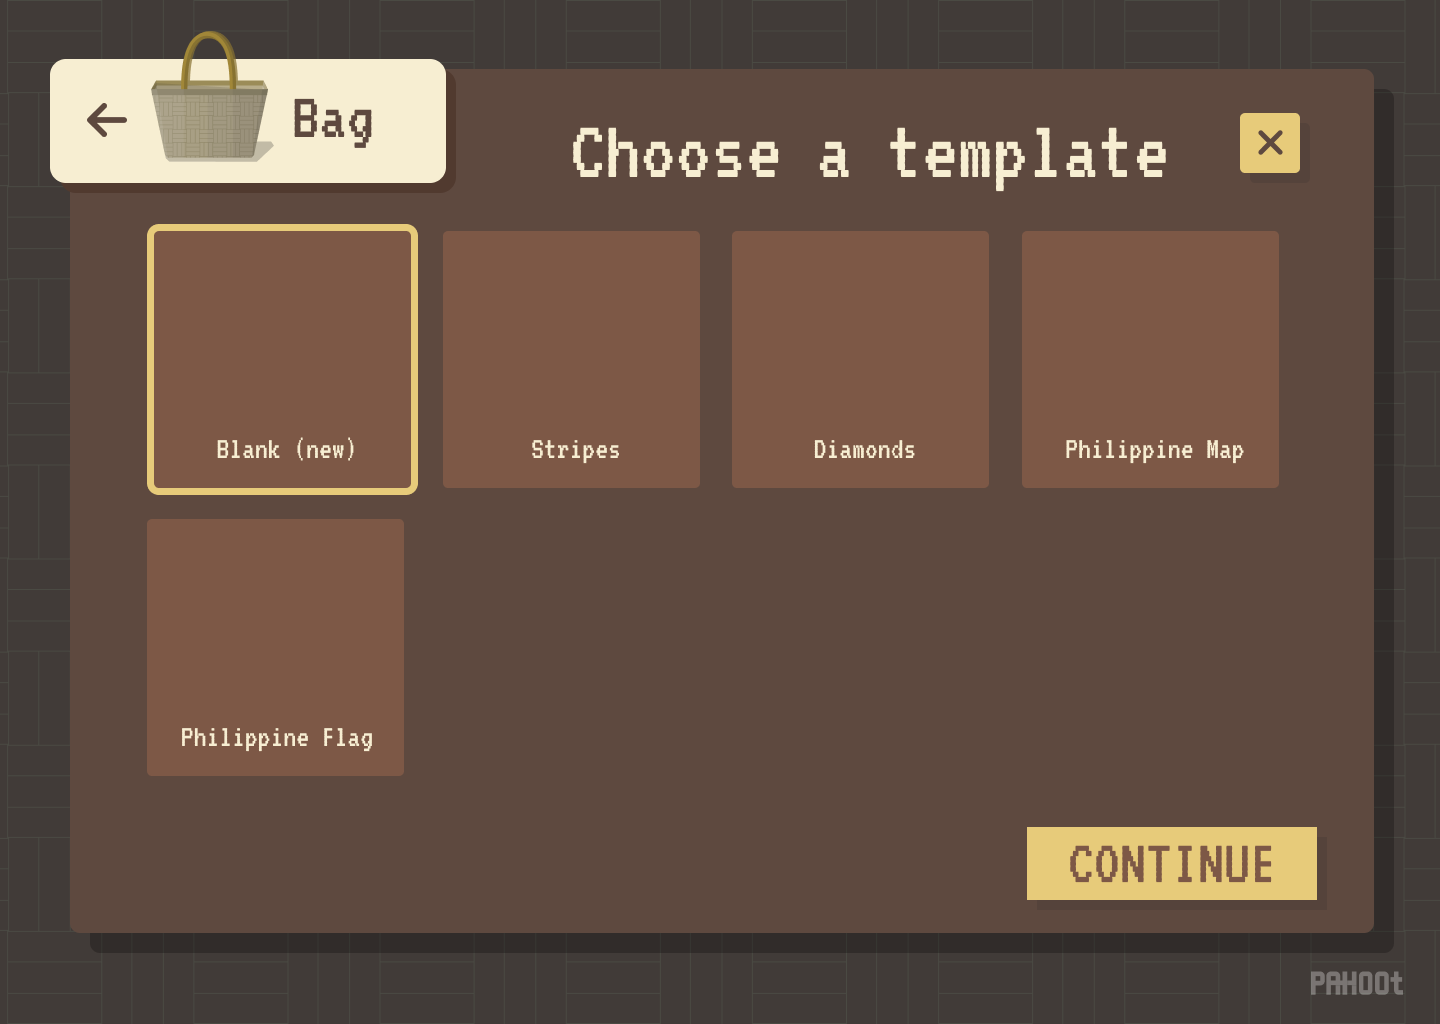 Bag
Choose a template
Blank (new)
Stripes
Diamonds
Philippine Map
Philippine Flag
CONTINUE
PAHOOt